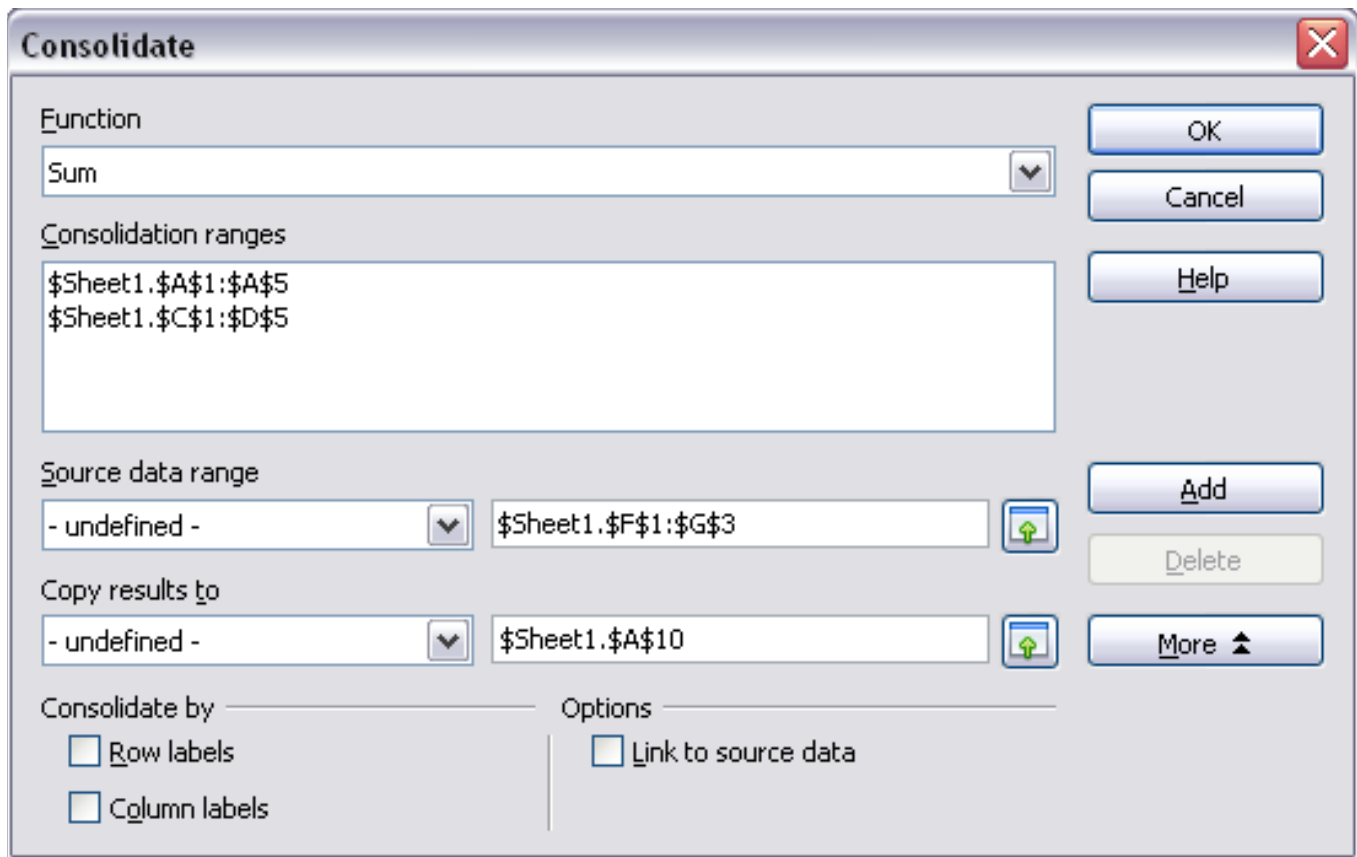 Consolidate
Function
OK
Sum
Cancel
Consolidation ranges
$Sheet1.$A$1:$A$5
Help
$Sheet1.$C$1:$D$5
Source data range
Add
- undefined -
$Sheet1.$F$1:$G$3
Delete
Copy results to
- undefined -
$Sheet1.$A$10
More
Consolidate by
Options
Row labels
Link to source data
Column labels